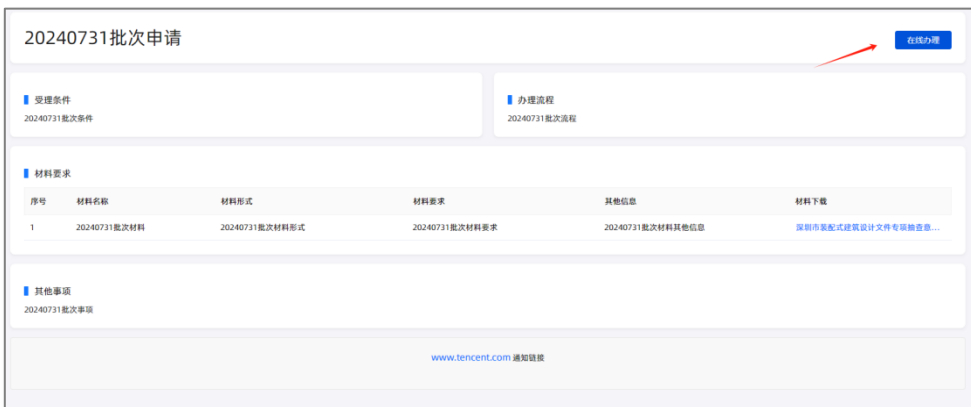 20240731批次申请
在线办理
受理条件
20240731批次条件
办理流程
20240731批次流程
材料要求
序号 材料名称 材料形式 材料要求 其他信息 材料下载
1 20240731批次材料 20240731批次材料形式 20240731批次材料要求 20240731批次材料其他信息 深圳市装配式建筑设计文件专项抽查意...
其他事项
20240731批次事项
www.tencent.com 通知链接